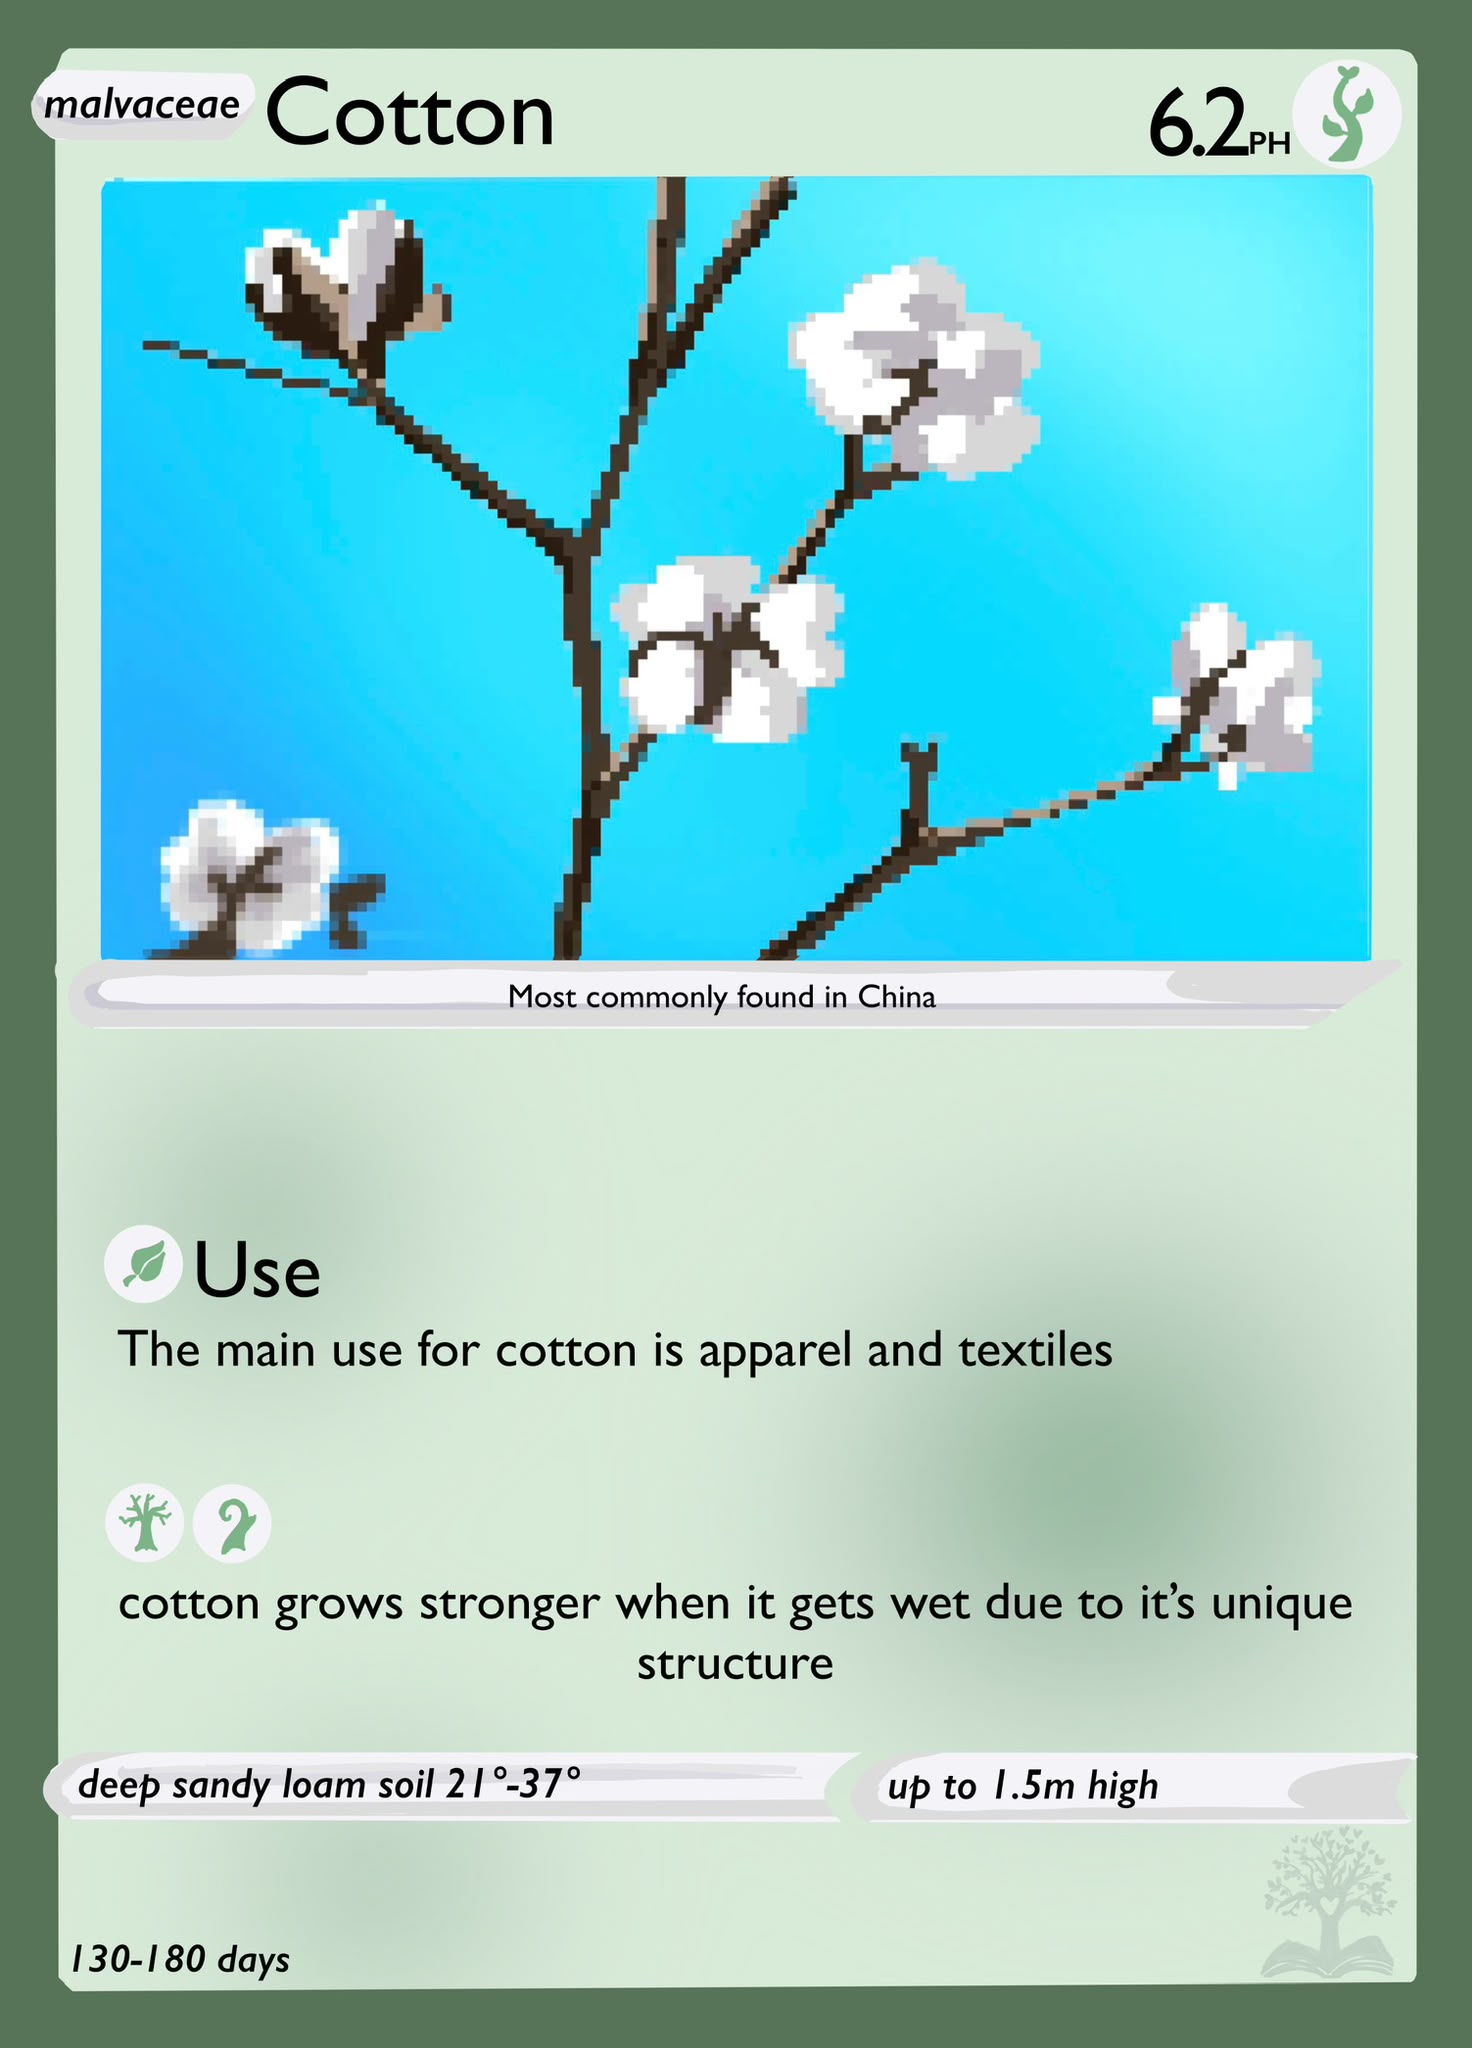 malvaceae
Cotton
6.2PH
Most commonly found in China
Use
The main use for cotton is apparel and textiles
cotton grows stronger when it gets wet due to it’s unique
structure
deep sandy loam soil 21°-37°
up to 1.5m high
130-180 days